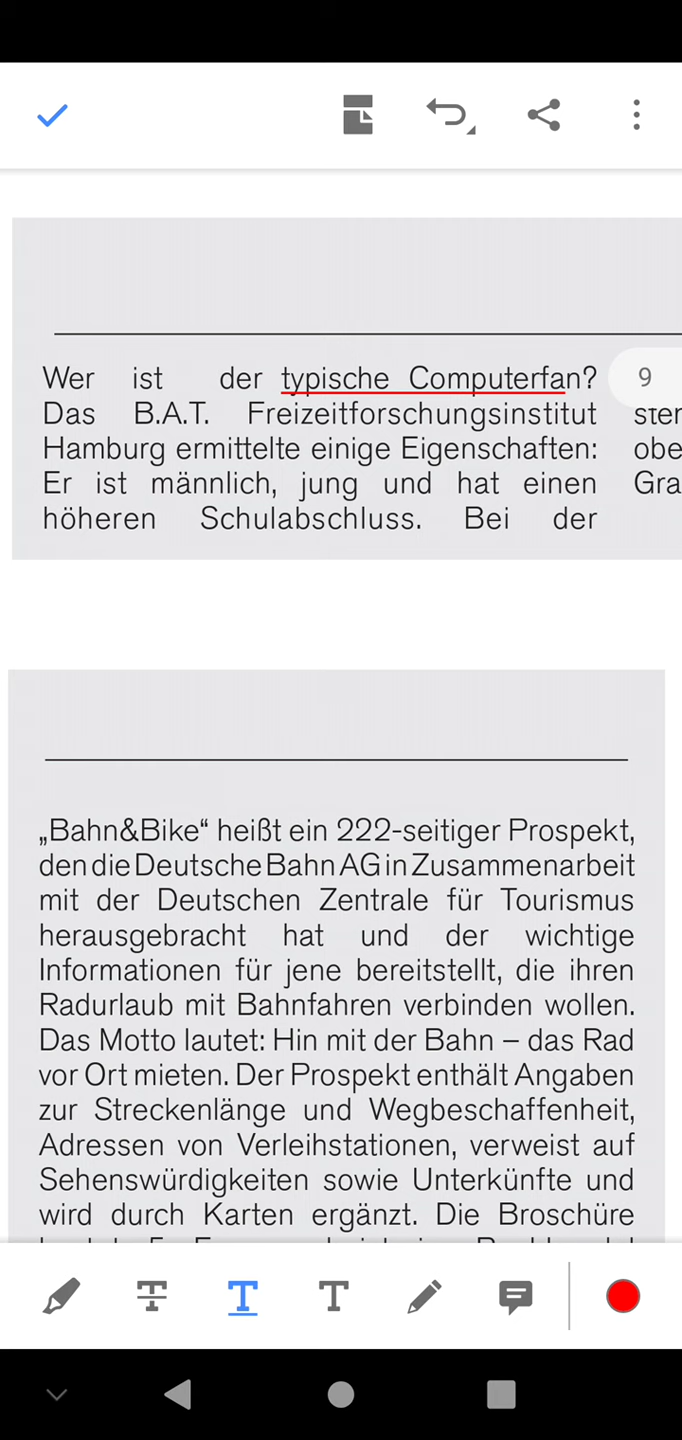 Wer ist der typische Computerfan?
Das B.A.T. Freizeitforschungsinstitut
Hamburg ermittelte einige Eigenschaften:
Er ist männlich, jung und hat einen
höheren Schulabschluss. Bei der
9
obe
Gra
„Bahn&Bike“ heißt ein 222-seitiger Prospekt,
den die Deutsche Bahn AG in Zusammenarbeit
mit der Deutschen Zentrale für Tourismus
herausgebracht hat und der wichtige
Informationen für jene bereitstellt, die ihren
Radurlaub mit Bahnfahren verbinden wollen.
Das Motto lautet: Hin mit der Bahn – das Rad
vor Ort mieten. Der Prospekt enthält Angaben
zur Streckenlänge und Wegbeschaffenheit,
Adressen von Verleihstationen, verweist auf
Sehenswürdigkeiten sowie Unterkünfte und
wird durch Karten ergänzt. Die Broschüre